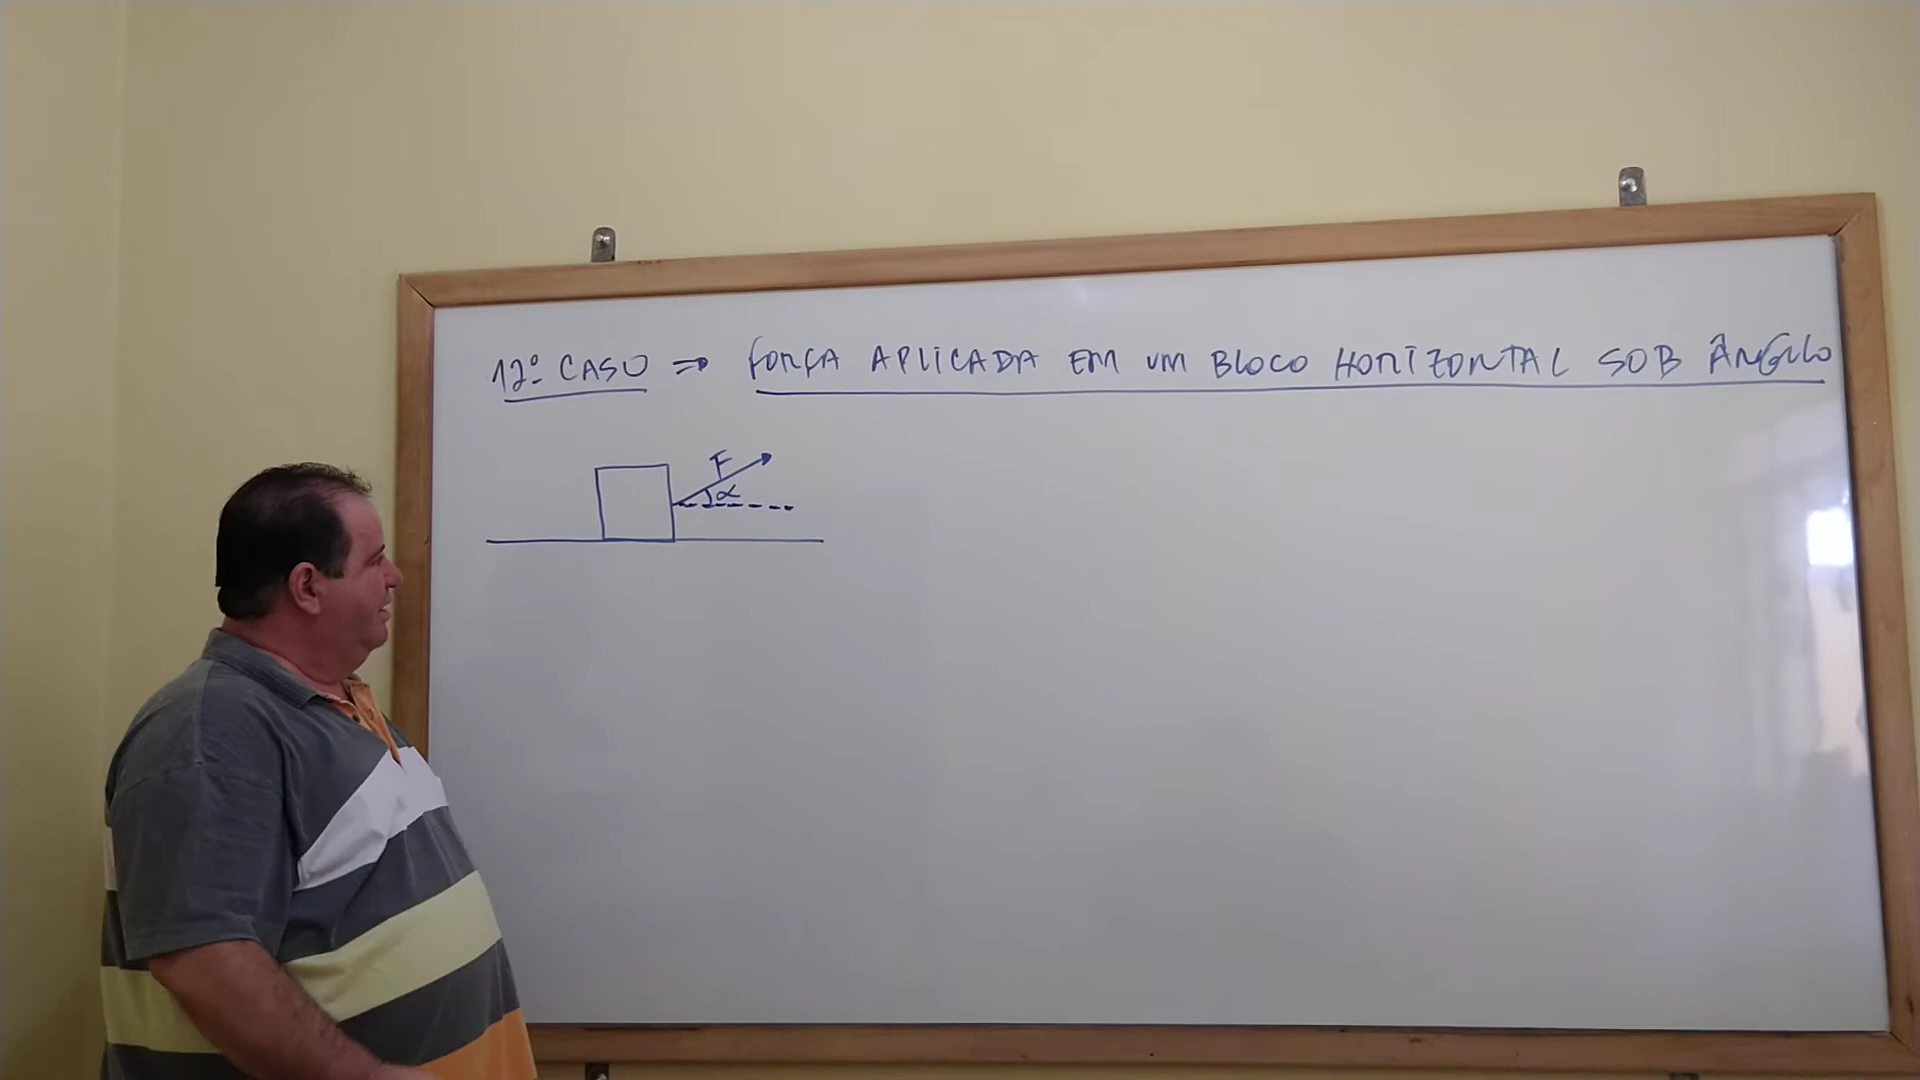 12º CASO ⇒ FORÇA APLICADA EM UM BLOCO HORIZONTAL SOB ÂNGULO
F
α